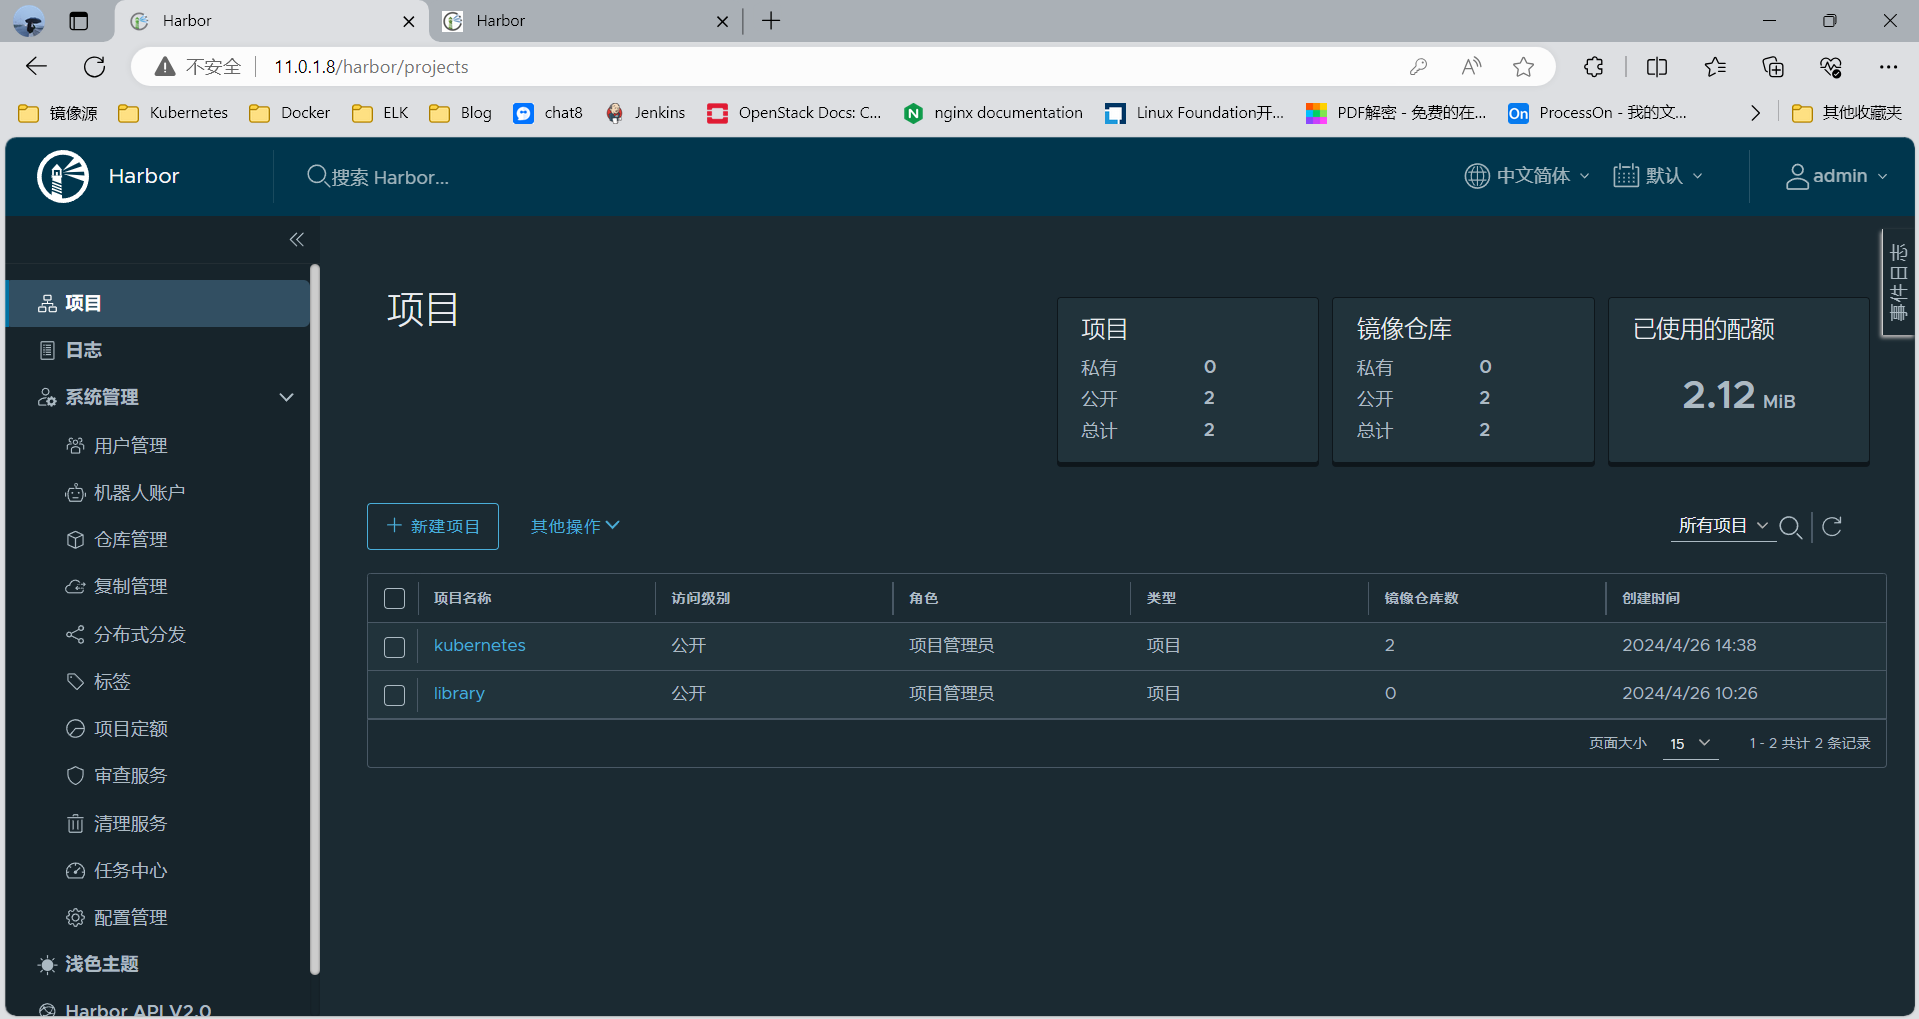 Harbor
Harbor
不安全
11.0.1.8/harbor/projects
镜像源
Kubernetes
Docker
ELK
Blog
chat8
Jenkins
OpenStack Docs: C...
nginx documentation
Linux Foundation开...
PDF解密 - 免费的在...
On
ProcessOn - 我的文...
其他收藏夹
Harbor
搜索 Harbor...
中文简体
默认
admin
事件日志
项目
日志
系统管理
用户管理
机器人账户
仓库管理
复制管理
分布式分发
标签
项目定额
审查服务
清理服务
任务中心
配置管理
浅色主题
Harbor API V2.0
项目
项目
私有 0
公开 2
总计 2
镜像仓库
私有 0
公开 2
总计 2
已使用的配额
2.12 MiB
新建项目
其他操作
所有项目
项目名称 访问级别 角色 类型 镜像仓库数 创建时间
kubernetes 公开 项目管理员 项目 2 2024/4/26 14:38
library 公开 项目管理员 项目 0 2024/4/26 10:26
页面大小 15 1 - 2 共计 2 条记录